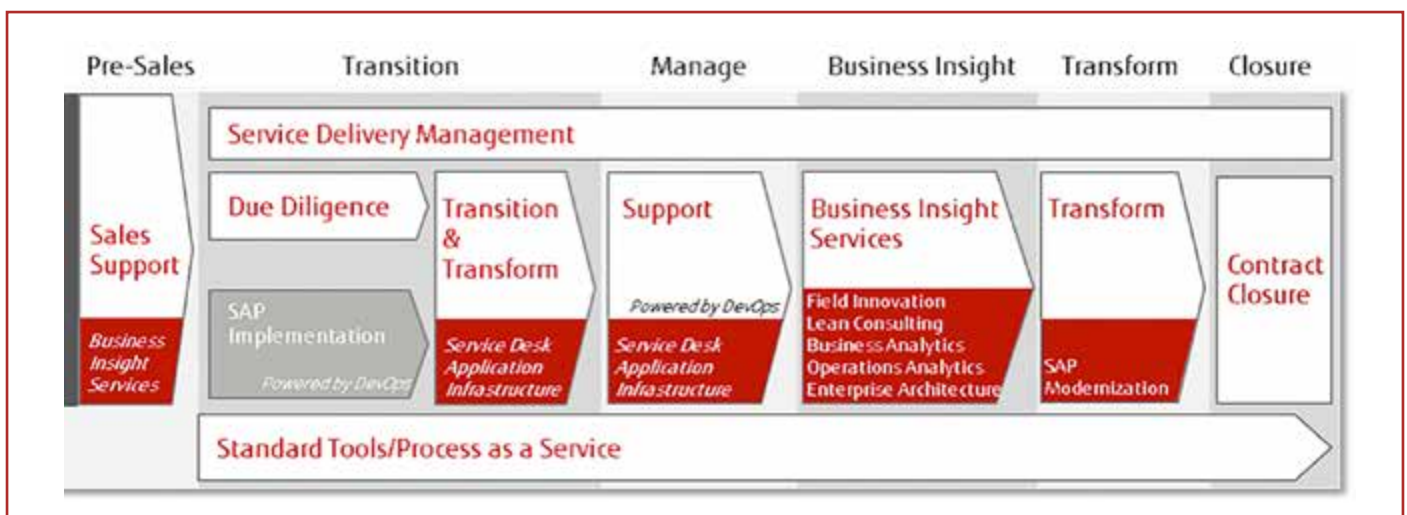 Pre-Sales
Transition
Manage
Business Insight
Transform
Closure
Service Delivery Management
Sales
Support
Business
Insight
Services
Due Diligence
SAP
Implementation
Powered by DevOps
Transition
&
Transform
Service Desk
Application
Infrastructure
Support
Powered by DevOps
Service Desk
Application
Infrastructure
Business Insight
Services
Field Innovation
Lean Consulting
Business Analytics
Operations Analytics
Enterprise Architecture
Transform
SAP
Modernization
Contract
Closure
Standard Tools/Process as a Service